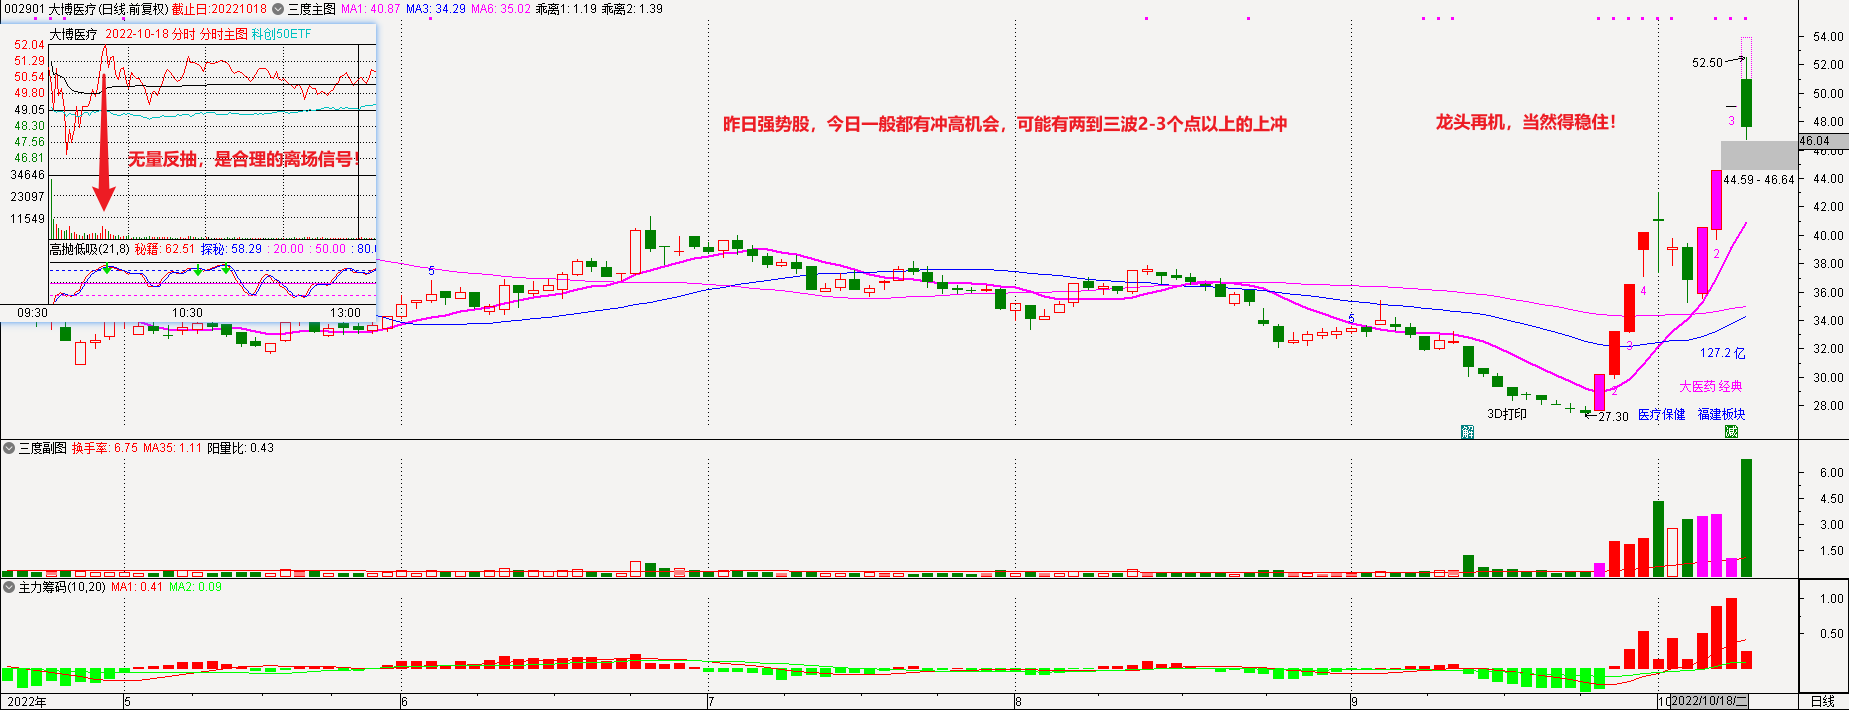 002901 大博医疗(日线.前复权) 截止日:20221018 三度主图 MA1: 40.87 MA3: 34.29 MA6: 35.02 乖离1: 1.19 乖离2: 1.39
大博医疗 2022-10-18 分时 分时主图 科创50ETF
52.04
51.29
50.54
49.80
49.05
48.30
47.56
46.81
34646
23097
11549
无量反抽，是合理的离场信号！
高抛低吸(21,8) 秘籍: 62.51 探秘: 58.29 : 20.00 : 50.00 : 80.
09:30 10:30 13:00
昨日强势股，今日一般都有冲高机会，可能有两到三波2-3个点以上的上冲
龙头再机，当然得稳住！
52.50
3
44.59 - 46.64
2
4
3
2
5
5
127.2 亿
大医药 经典
3D打印
27.30
医疗保健 福建板块
解
减
54.00
52.00
50.00
48.00
46.04
46.00
44.00
42.00
40.00
38.00
36.00
34.00
32.00
30.00
28.00
三度副图 换手率: 6.75 MA35: 1.11 阳量比: 0.43
6.00
4.50
3.00
1.50
主力筹码(10,20) MA1: 0.41 MA2: 0.09
1.00
0.50
2022年 5 6 7 8 9 10 2022/10/18/二 日线